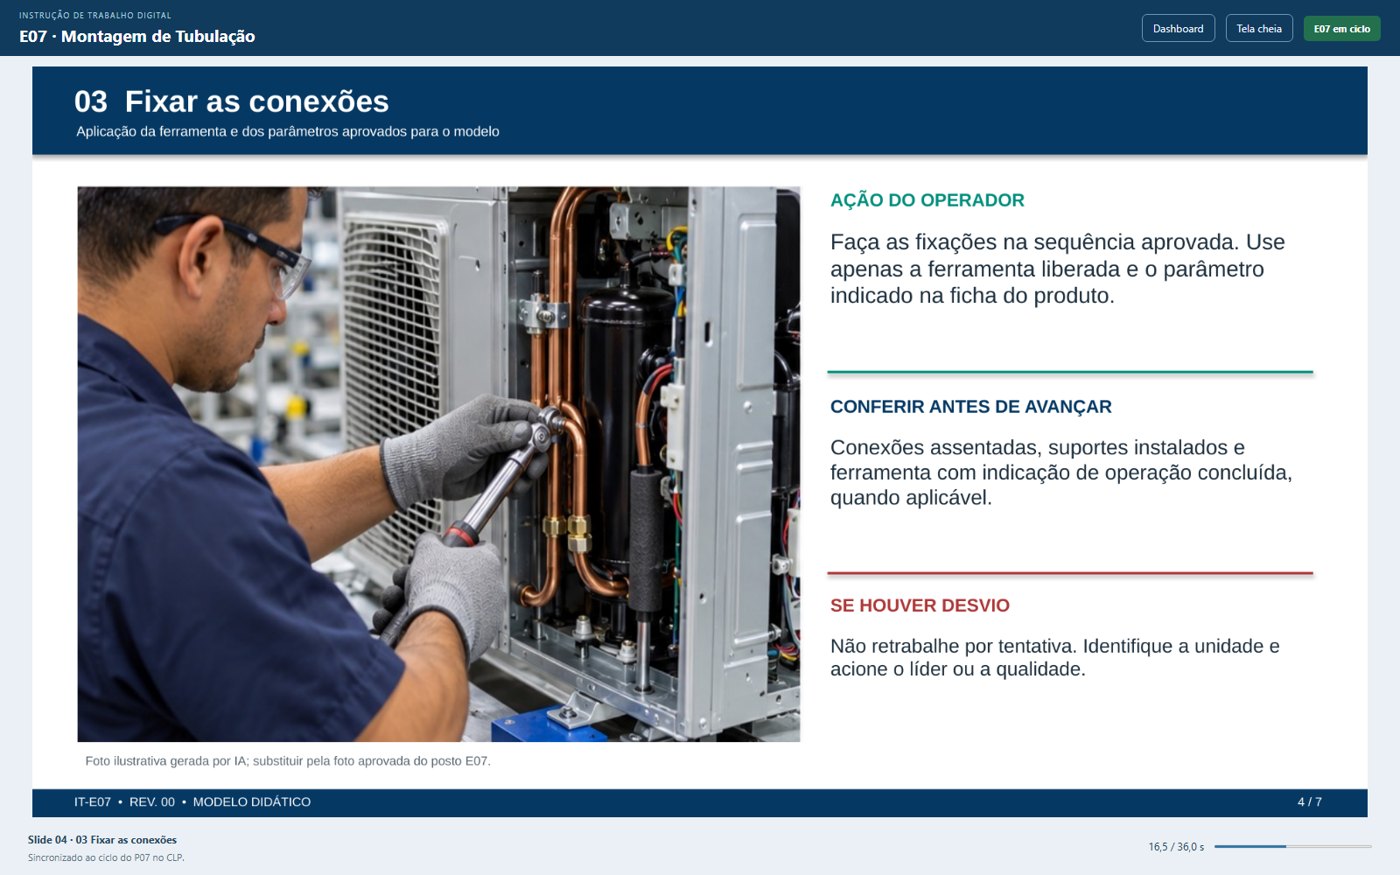 INSTRUÇÃO DE TRABALHO DIGITAL
E07 · Montagem de Tubulação
Dashboard
Tela cheia
E07 em ciclo
03 Fixar as conexões
Aplicação da ferramenta e dos parâmetros aprovados para o modelo
AÇÃO DO OPERADOR
Faça as fixações na sequência aprovada. Use
apenas a ferramenta liberada e o parâmetro
indicado na ficha do produto.
CONFERIR ANTES DE AVANÇAR
Conexões assentadas, suportes instalados e
ferramenta com indicação de operação concluída,
quando aplicável.
SE HOUVER DESVIO
Não retrabalhe por tentativa. Identifique a unidade e
acione o líder ou a qualidade.
Foto ilustrativa gerada por IA; substituir pela foto aprovada do posto E07.
IT-E07 • REV. 00 • MODELO DIDÁTICO
4 / 7
Slide 04 · 03 Fixar as conexões
Sincronizado ao ciclo do P07 no CLP.
16,5 / 36,0 s